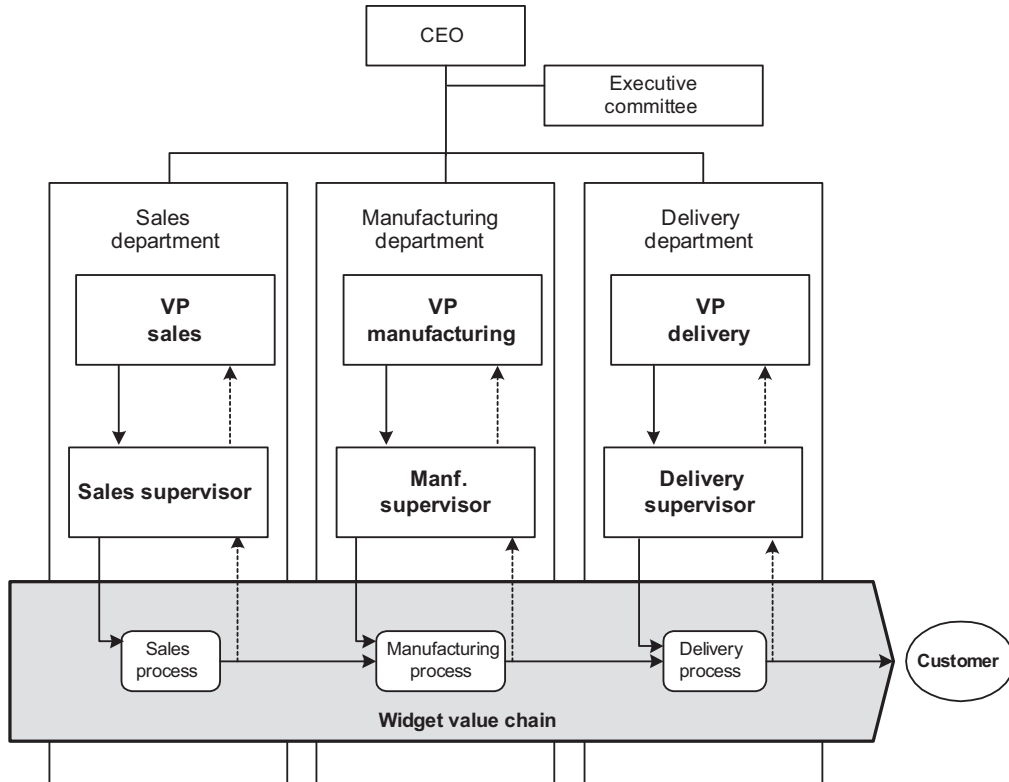 CEO
Executive
committee
Sales
department
Manufacturing
department
Delivery
department
VP
sales
VP
manufacturing
VP
delivery
Sales supervisor
Manf.
supervisor
Delivery
supervisor
Sales
process
Manufacturing
process
Delivery
process
Customer
Widget value chain